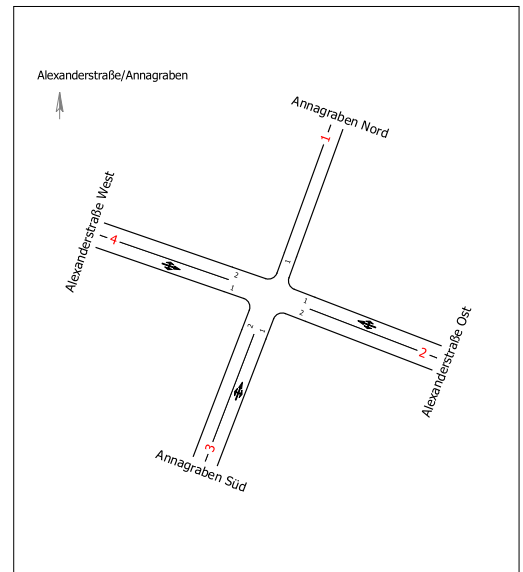 Alexanderstraße/Annagraben
Annagraben Nord
1
1
Alexanderstraße West
4
2
1
1
2
2
Alexanderstraße Ost
2
1
3
Annagraben Süd